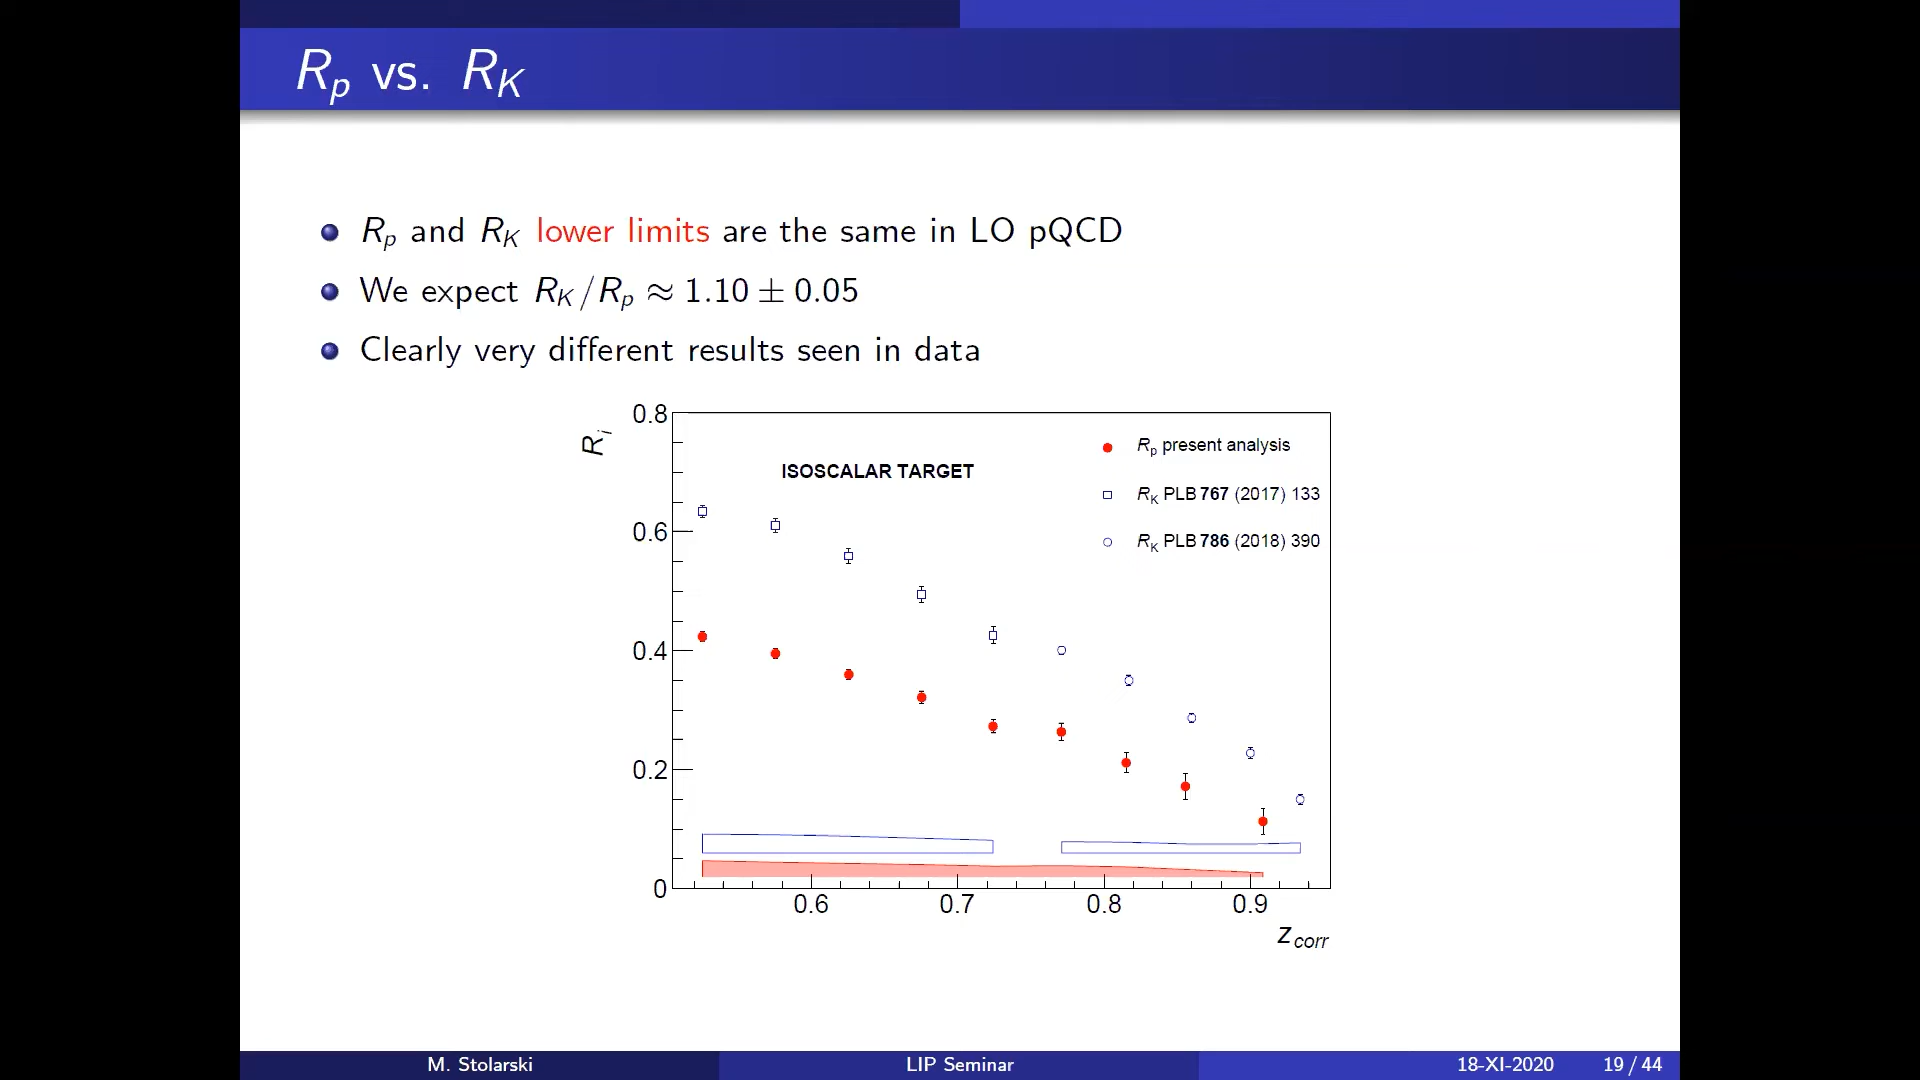 Rp vs. RK
Rp and RK lower limits are the same in LO pQCD
We expect RK/Rp ≈ 1.10 ± 0.05
Clearly very different results seen in data
Ri
ISOSCALAR TARGET
Rp present analysis
RK PLB 767 (2017) 133
RK PLB 786 (2018) 390
0.8
0.6
0.4
0.2
0
0.6 0.7 0.8 0.9
zcorr
M. Stolarski LIP Seminar 18-XI-2020 19 / 44